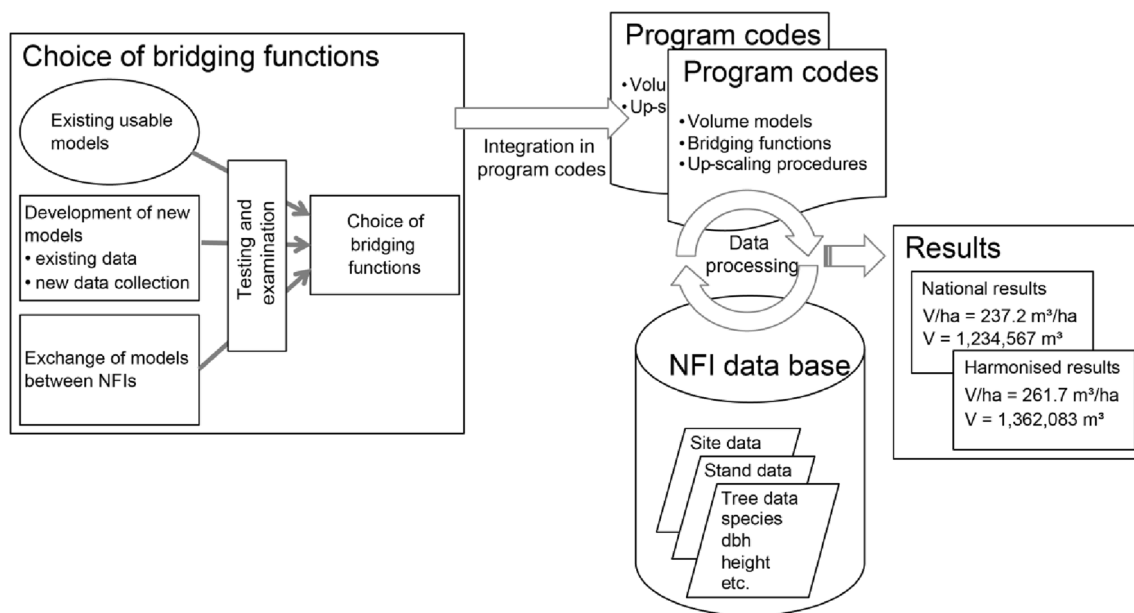 Choice of bridging functions
Existing usable
models
Development of new
models
• existing data
• new data collection
Exchange of models
between NFIs
Testing and
examination
Choice of
bridging
functions
Integration in
program codes
Program codes
• Volu
• Up-s
Program codes
• Volume models
• Bridging functions
• Up-scaling procedures
Data
processing
NFI data base
Site data
Stand data
Tree data
species
dbh
height
etc.
Results
National results
V/ha = 237.2 m³/ha
V = 1,234,567 m³
Harmonised results
V/ha = 261.7 m³/ha
V = 1,362,083 m³